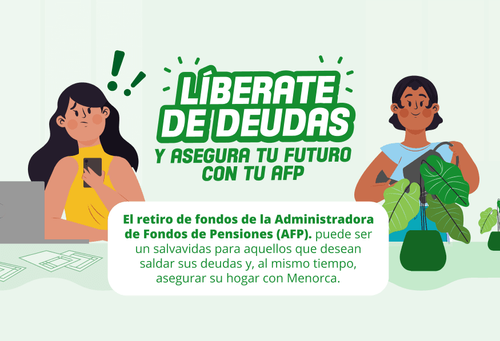 LÍBERATE
DE DEUDAS
Y ASEGURA TU FUTURO
CON TU AFP
El retiro de fondos de la Administradora
de Fondos de Pensiones (AFP). puede ser
un salvavidas para aquellos que desean
saldar sus deudas y, al mismo tiempo,
asegurar su hogar con Menorca.